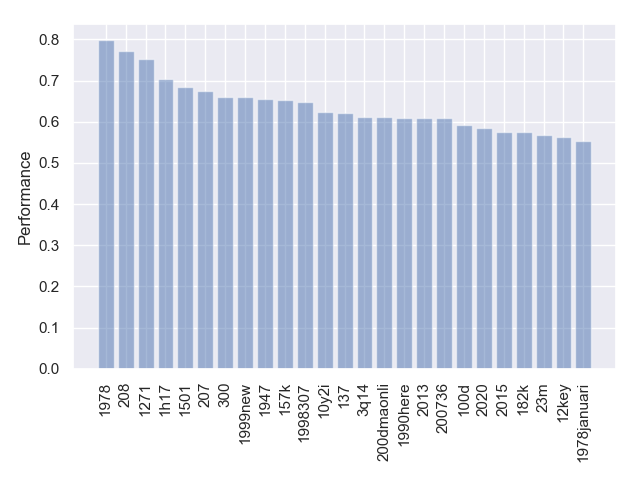 0.8
0.7
0.6
0.5
0.4
0.3
0.2
0.1
0.0
Performance
1978
208
1271
1h17
1501
207
300
1999new
1947
157k
1998307
10y2i
137
3q14
200dmaonli
1990here
2013
200736
100d
2020
2015
182k
23m
12key
1978januari